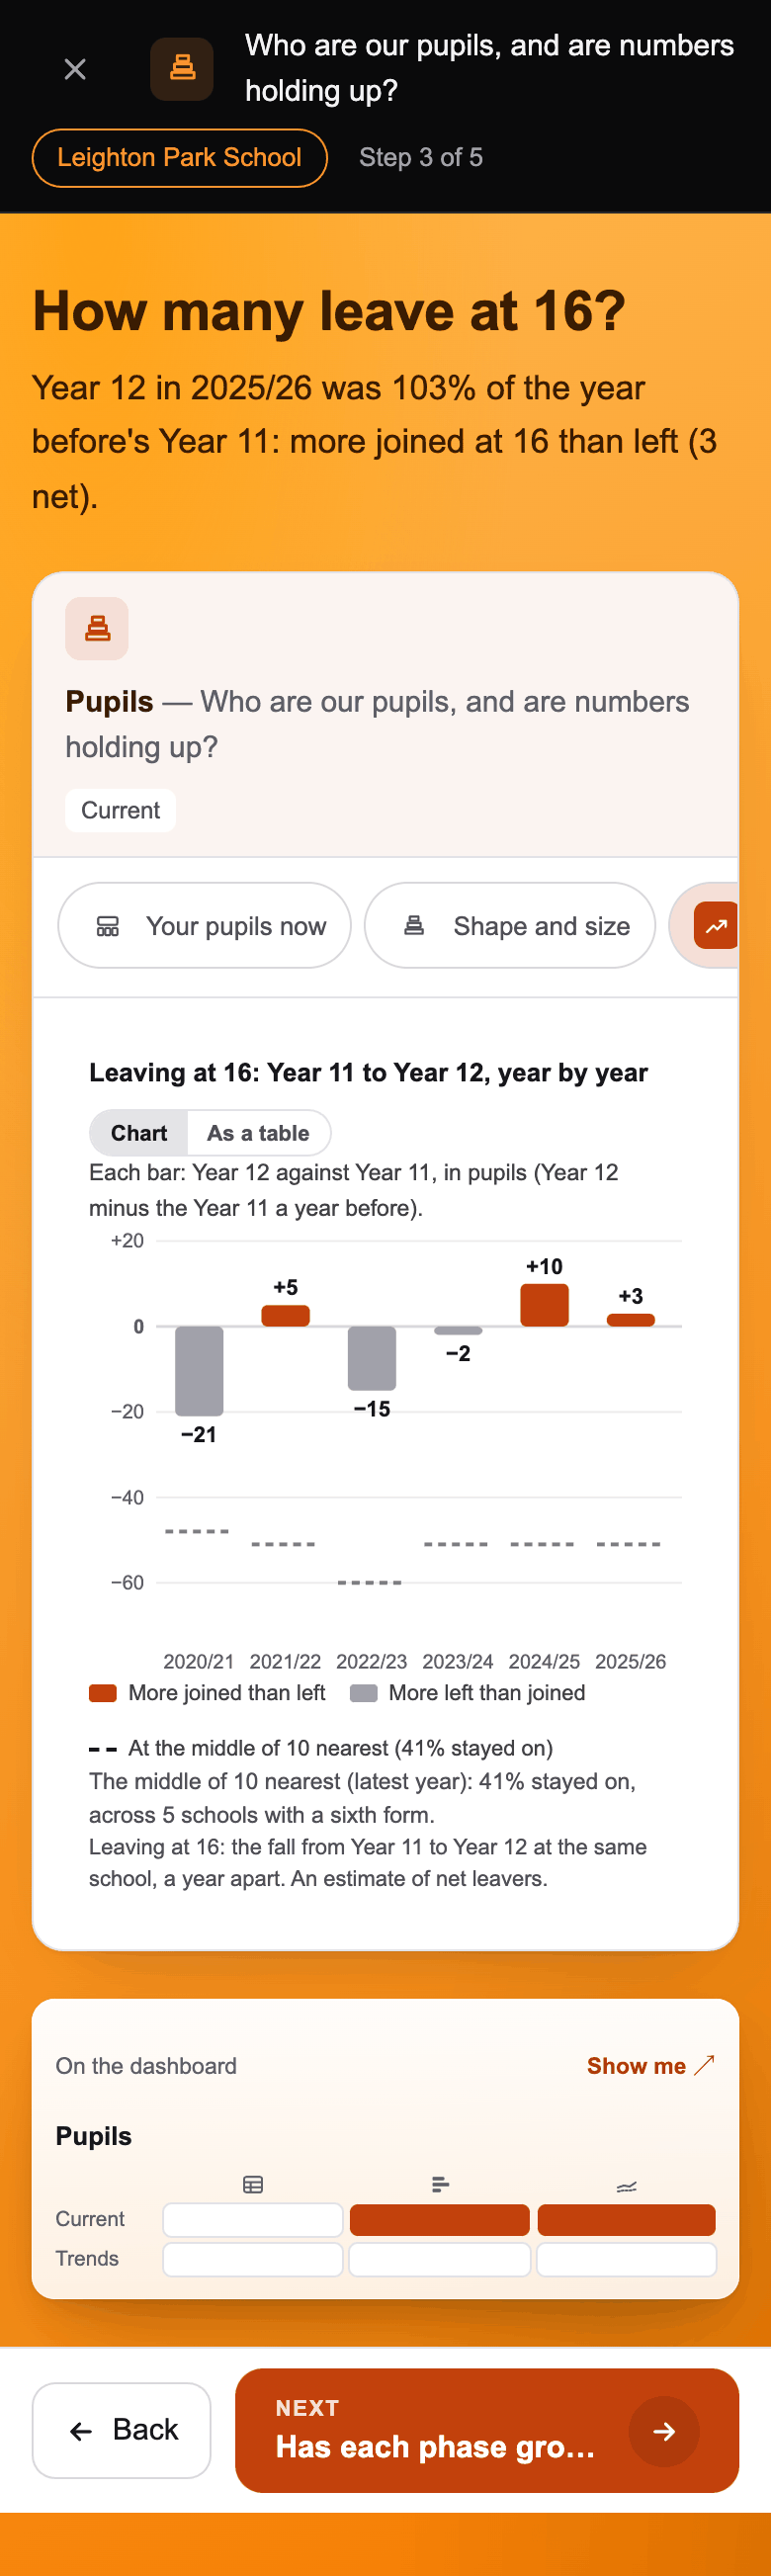 Who are our pupils, and are numbers
holding up?
Leighton Park School
Step 3 of 5
How many leave at 16?
Year 12 in 2025/26 was 103% of the year
before's Year 11: more joined at 16 than left (3
net).
Pupils — Who are our pupils, and are numbers
holding up?
Current
Your pupils now
Shape and size
Leaving at 16: Year 11 to Year 12, year by year
Chart
As a table
Each bar: Year 12 against Year 11, in pupils (Year 12
minus the Year 11 a year before).
+20
0
−20
−40
−60
−21
+5
−15
−2
+10
+3
2020/21
2021/22
2022/23
2023/24
2024/25
2025/26
More joined than left
More left than joined
At the middle of 10 nearest (41% stayed on)
The middle of 10 nearest (latest year): 41% stayed on,
across 5 schools with a sixth form.
Leaving at 16: the fall from Year 11 to Year 12 at the same
school, a year apart. An estimate of net leavers.
On the dashboard
Show me
Pupils
Current
Trends
Back
NEXT
Has each phase gro...